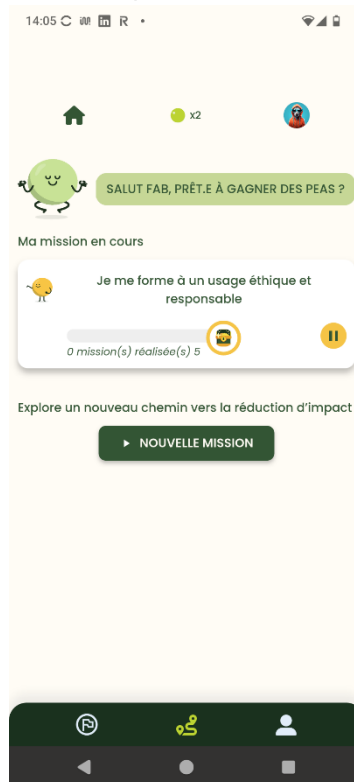 14:05
x2
SALUT FAB, PRÊT.E À GAGNER DES PEAS ?
Ma mission en cours
Je me forme à un usage éthique et
responsable
0 mission(s) réalisée(s) 5
Explore un nouveau chemin vers la réduction d'impact
NOUVELLE MISSION